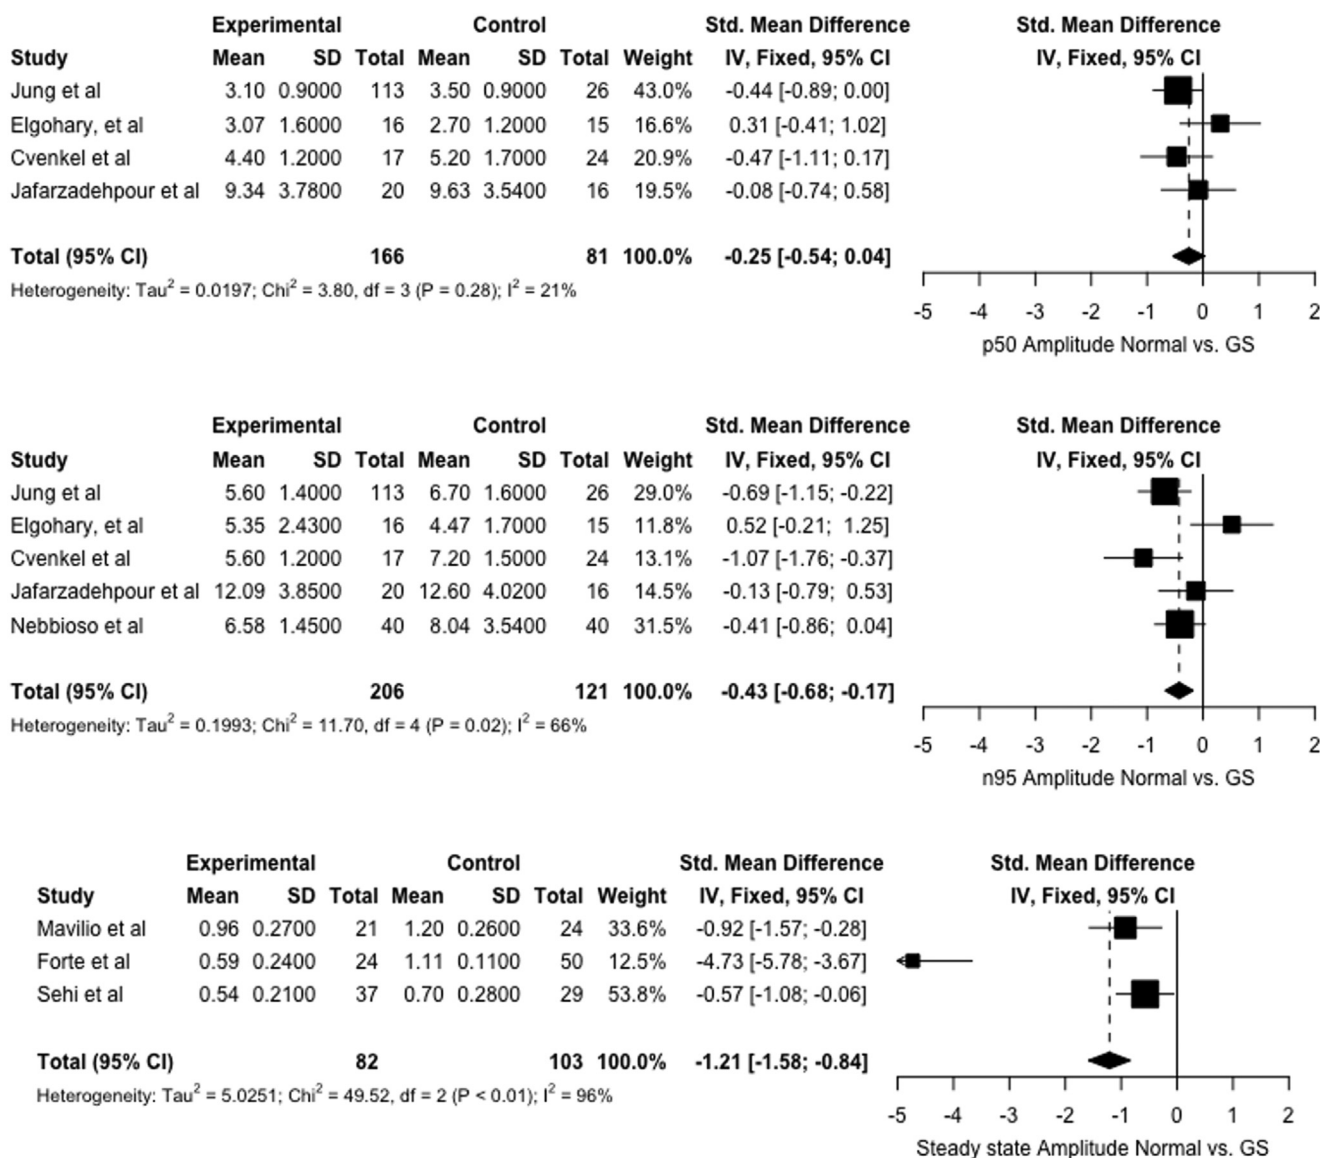 Experimental Control Std. Mean Difference Std. Mean Difference
Study Mean SD Total Mean SD Total Weight IV, Fixed, 95% CI IV, Fixed, 95% CI
Jung et al 3.10 0.9000 113 3.50 0.9000 26 43.0% -0.44 [-0.89; 0.00]
Elgohary, et al 3.07 1.6000 16 2.70 1.2000 15 16.6% 0.31 [-0.41; 1.02]
Cvenkel et al 4.40 1.2000 17 5.20 1.7000 24 20.9% -0.47 [-1.11; 0.17]
Jafarzadehpour et al 9.34 3.7800 20 9.63 3.5400 16 19.5% -0.08 [-0.74; 0.58]
Total (95% CI) 166 81 100.0% -0.25 [-0.54; 0.04]
Heterogeneity: Tau² = 0.0197; Chi² = 3.80, df = 3 (P = 0.28); I² = 21%
-5 -4 -3 -2 -1 0 1 2
p50 Amplitude Normal vs. GS
Experimental Control Std. Mean Difference Std. Mean Difference
Study Mean SD Total Mean SD Total Weight IV, Fixed, 95% CI IV, Fixed, 95% CI
Jung et al 5.60 1.4000 113 6.70 1.6000 26 29.0% -0.69 [-1.15; -0.22]
Elgohary, et al 5.35 2.4300 16 4.47 1.7000 15 11.8% 0.52 [-0.21; 1.25]
Cvenkel et al 5.60 1.2000 17 7.20 1.5000 24 13.1% -1.07 [-1.76; -0.37]
Jafarzadehpour et al 12.09 3.8500 20 12.60 4.0200 16 14.5% -0.13 [-0.79; 0.53]
Nebbioso et al 6.58 1.4500 40 8.04 3.5400 40 31.5% -0.41 [-0.86; 0.04]
Total (95% CI) 206 121 100.0% -0.43 [-0.68; -0.17]
Heterogeneity: Tau² = 0.1993; Chi² = 11.70, df = 4 (P = 0.02); I² = 66%
-5 -4 -3 -2 -1 0 1 2
n95 Amplitude Normal vs. GS
Experimental Control Std. Mean Difference Std. Mean Difference
Study Mean SD Total Mean SD Total Weight IV, Fixed, 95% CI IV, Fixed, 95% CI
Mavilio et al 0.96 0.2700 21 1.20 0.2600 24 33.6% -0.92 [-1.57; -0.28]
Forte et al 0.59 0.2400 24 1.11 0.1100 50 12.5% -4.73 [-5.78; -3.67]
Sehi et al 0.54 0.2100 37 0.70 0.2800 29 53.8% -0.57 [-1.08; -0.06]
Total (95% CI) 82 103 100.0% -1.21 [-1.58; -0.84]
Heterogeneity: Tau² = 5.0251; Chi² = 49.52, df = 2 (P < 0.01); I² = 96%
-5 -4 -3 -2 -1 0 1 2
Steady state Amplitude Normal vs. GS